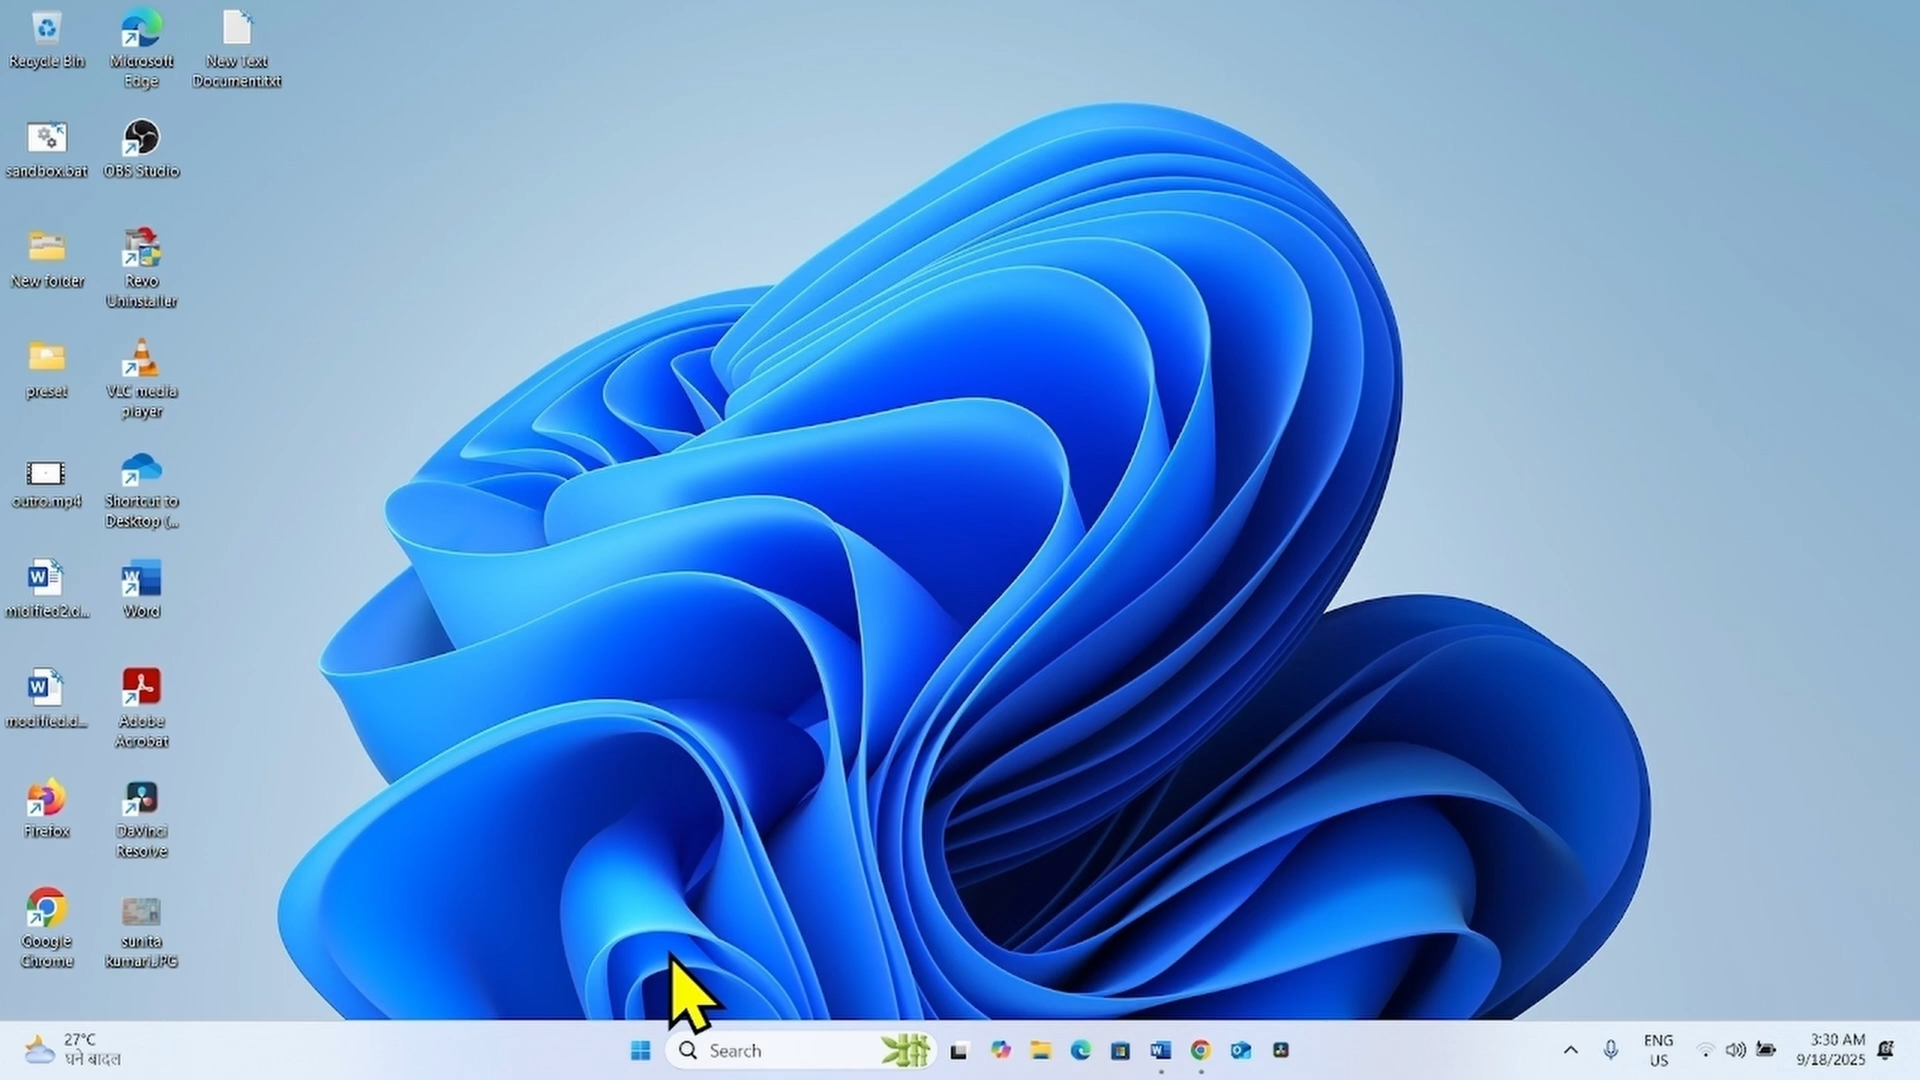 Recycle Bin
Microsoft
Edge
New Text
Document.txt
sandbox.bat
OBS Studio
New folder
Revo
Uninstaller
preset
VLC media
player
outro.mp4
Shortcut to
Desktop (...
midified2.d...
Word
modified.d...
Adobe
Acrobat
Firefox
DaVinci
Resolve
Google
Chrome
sunita
kumari.JPG
27°C
घने बादल
Search
ENG
US
3:30 AM
9/18/2025